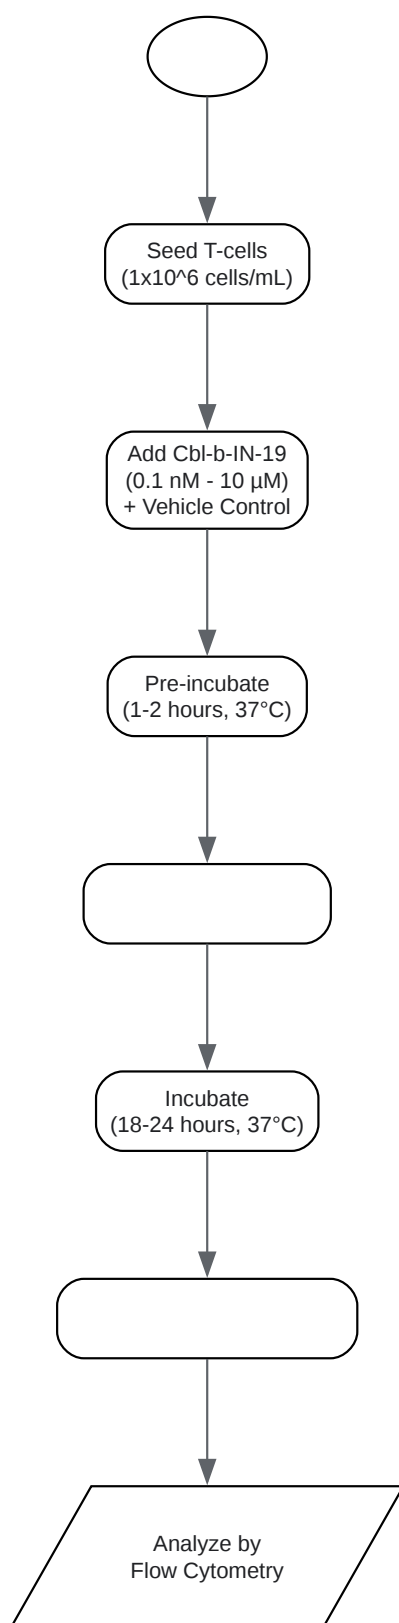 Seed T-cells
(1x10^6 cells/mL)
Add Cbl-b-IN-19
(0.1 nM - 10 µM)
+ Vehicle Control
Pre-incubate
(1-2 hours, 37°C)
Incubate
(18-24 hours, 37°C)
Analyze by
Flow Cytometry